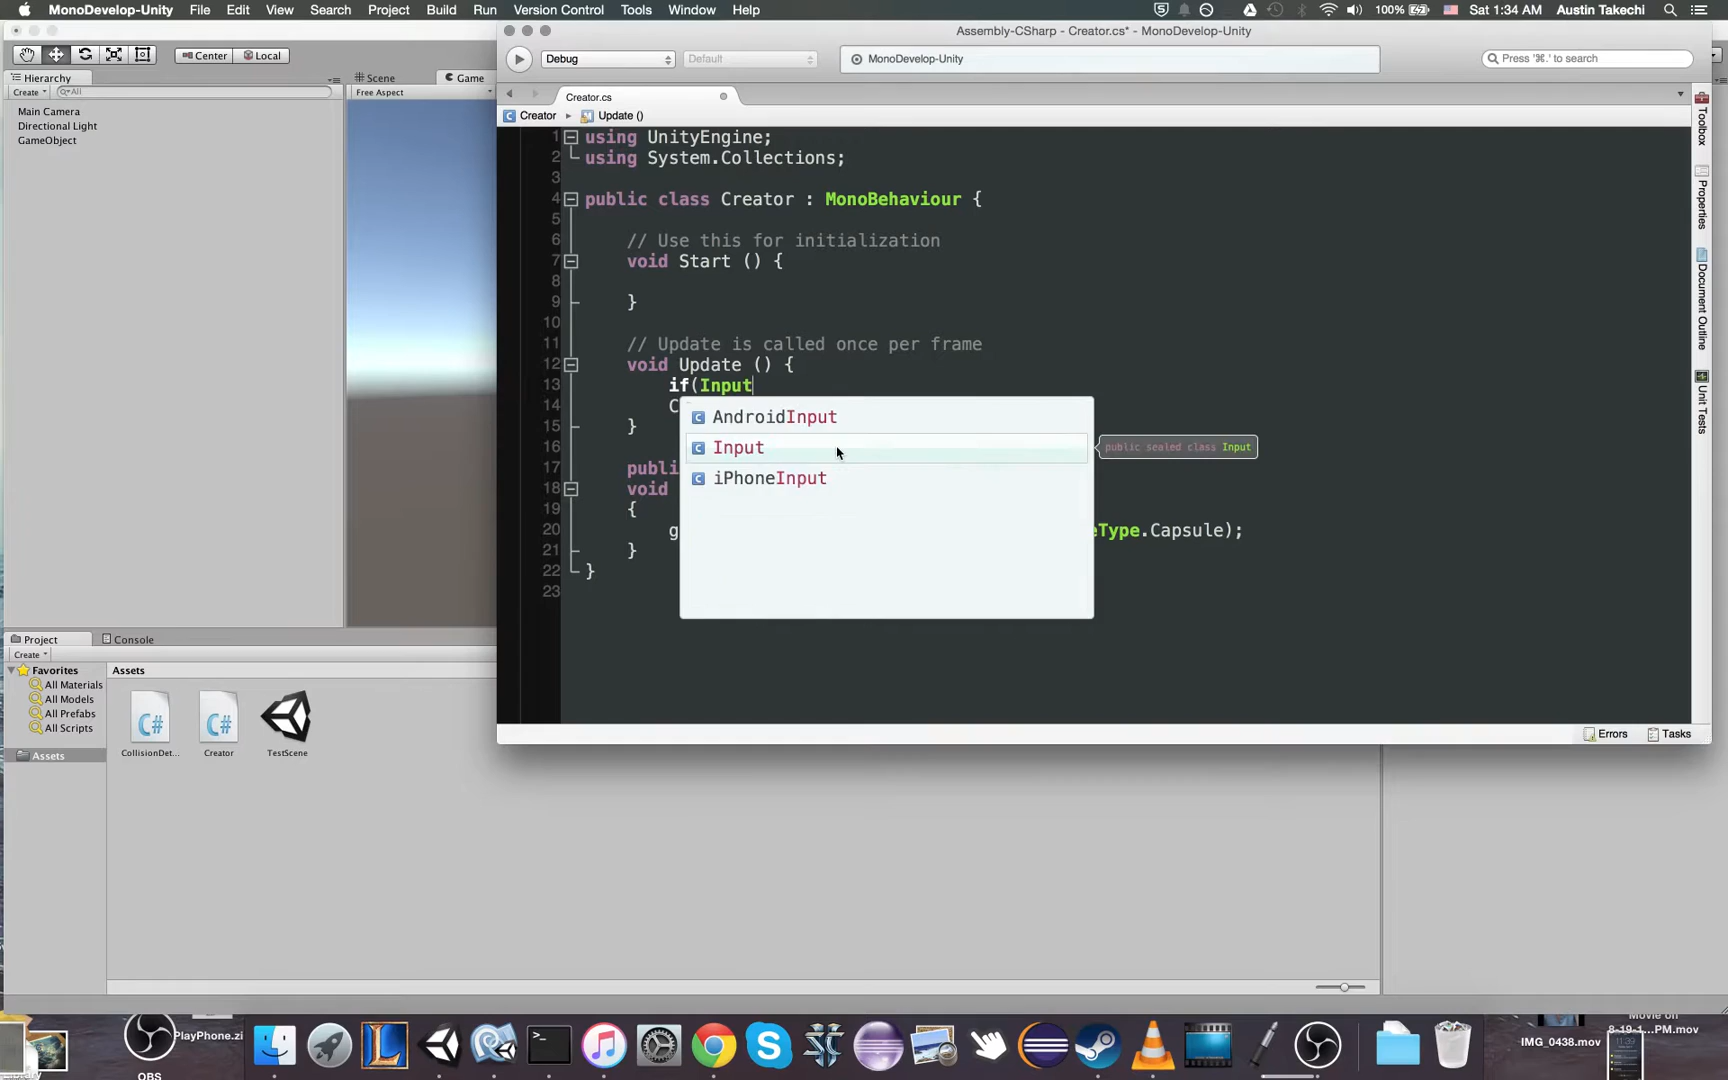 MonoDevelop-Unity File Edit View Search Project Build Run Version Control Tools Window Help
100% Sat 1:34 AM Austin Takechi
Center Local
Hierarchy
Create All
Main Camera
Directional Light
GameObject
Scene Game
Free Aspect
Assembly-CSharp - Creator.cs* - MonoDevelop-Unity
Debug Default MonoDevelop-Unity Press '⌘.' to search
Creator.cs
Creator Update ()
1 using UnityEngine;
2 using System.Collections;
3
4 public class Creator : MonoBehaviour {
5
6 // Use this for initialization
7 void Start () {
8
9 }
10
11 // Update is called once per frame
12 void Update () {
13 if(Input
14 C
15 }
16
17 publi
18 void
19 {
20 g eType.Capsule);
21 }
22 }
23
AndroidInput
Input
iPhoneInput
public sealed class Input
Toolbox
Properties
Document Outline
Unit Tests
Errors Tasks
Project Console
Create
Favorites
All Materials
All Models
All Prefabs
All Scripts
Assets
Assets
CollisionDet...
Creator
TestScene
PlayPhone.zi
OBS
8-19-1...PM.mov
IMG_0438.mov